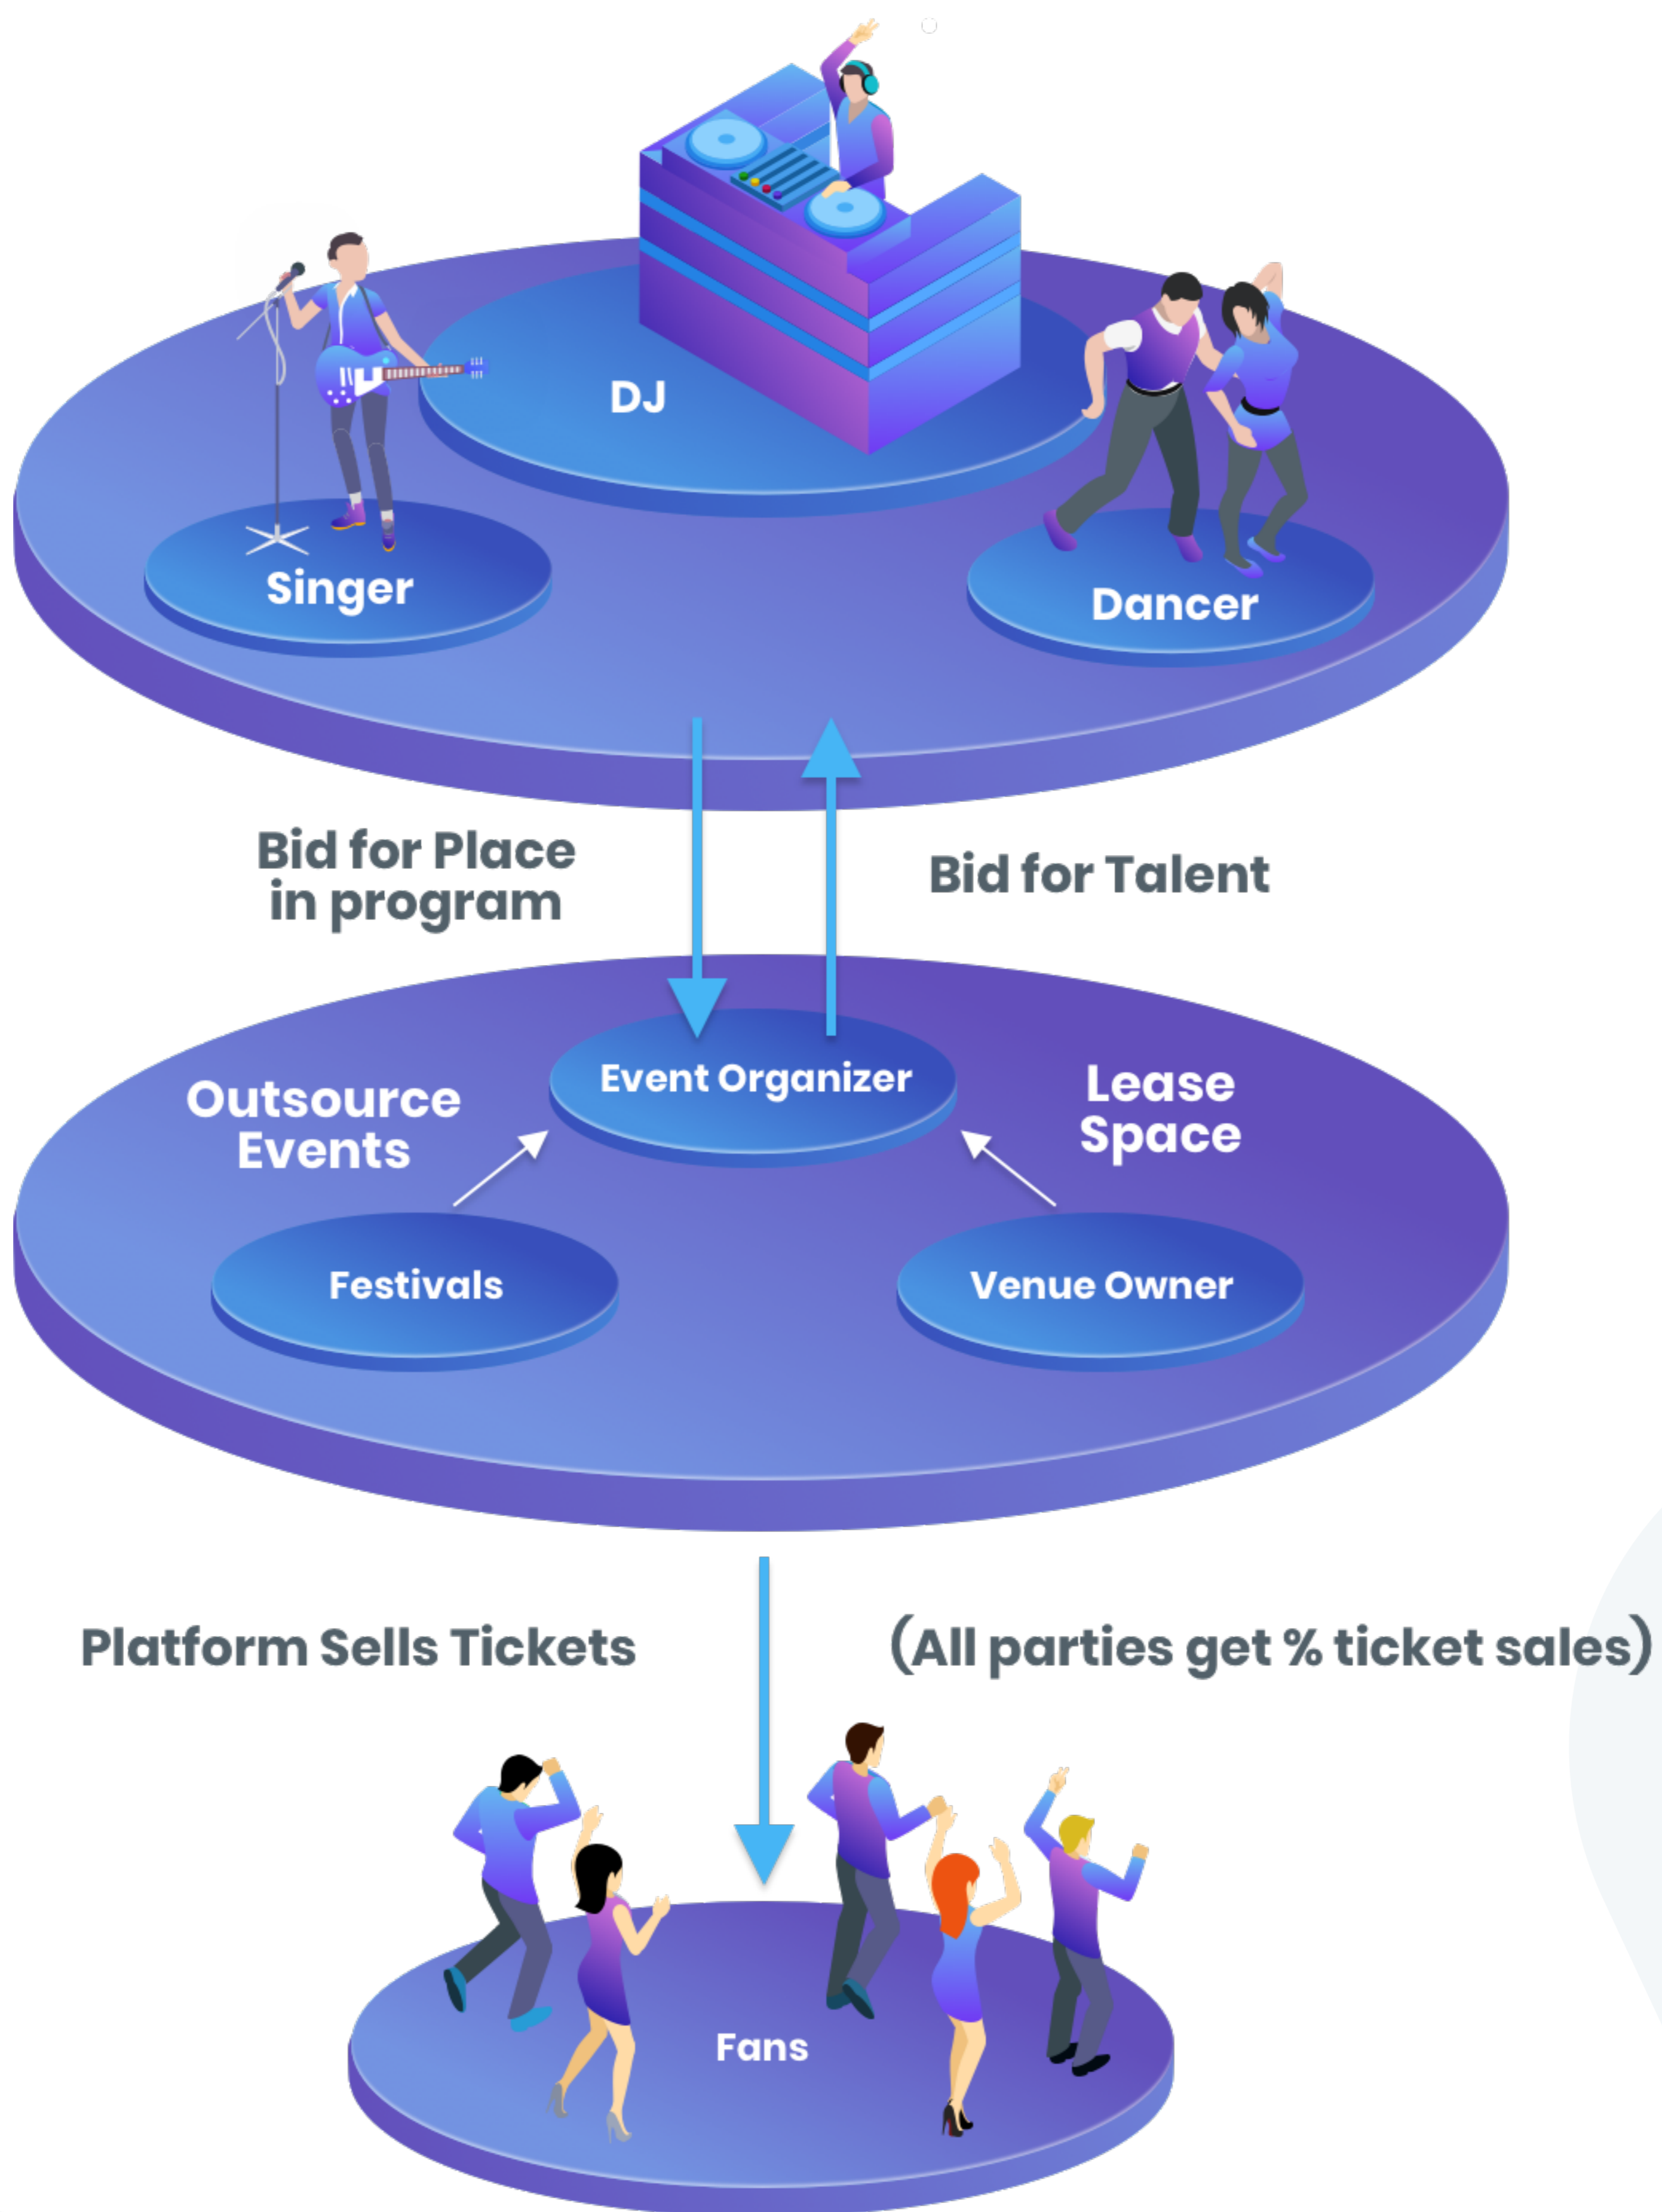 DJ
Singer
Dancer
Bid for Place
in program
Bid for Talent
Event Organizer
Outsource
Events
Lease
Space
Festivals
Venue Owner
Platform Sells Tickets
(All parties get % ticket sales)
Fans